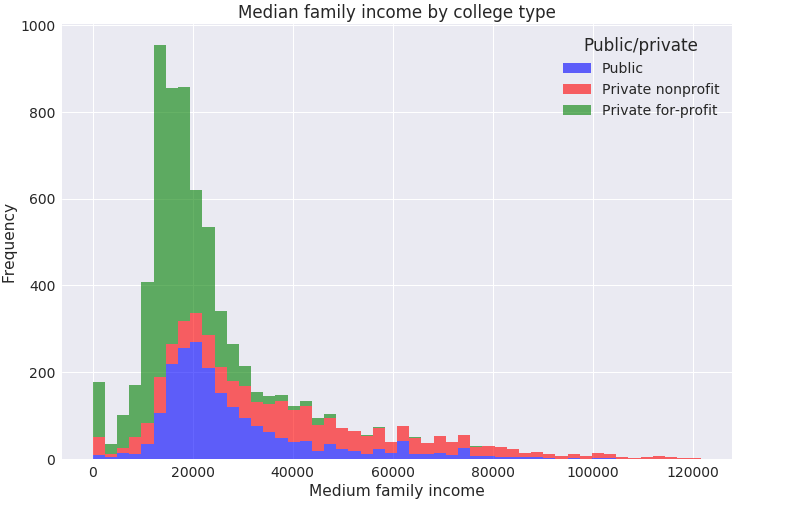 Median family income by college type
1000
800
600
400
200
0
Frequency
Public/private
Public
Private nonprofit
Private for-profit
0 20000 40000 60000 80000 100000 120000
Medium family income